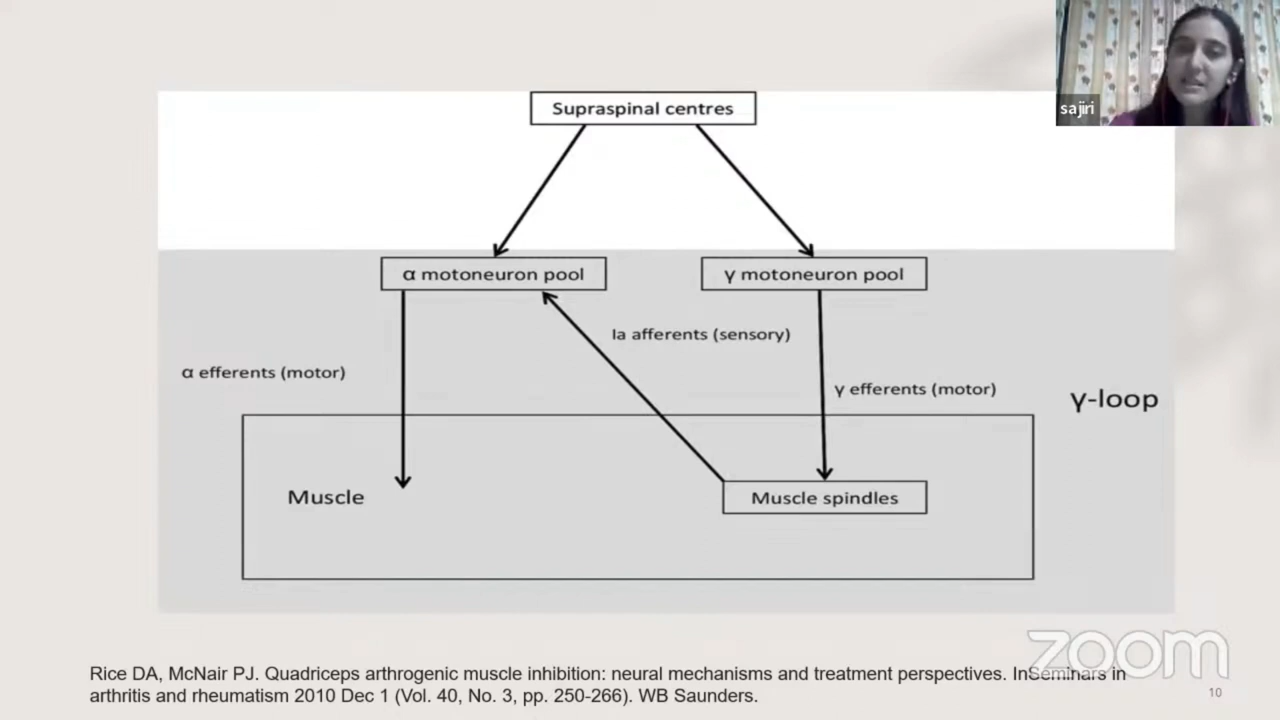 sajiri
Supraspinal centres
α motoneuron pool
γ motoneuron pool
Ia afferents (sensory)
α efferents (motor)
γ efferents (motor)
γ-loop
Muscle
Muscle spindles
zoom
Rice DA, McNair PJ. Quadriceps arthrogenic muscle inhibition: neural mechanisms and treatment perspectives. InSeminars in
arthritis and rheumatism 2010 Dec 1 (Vol. 40, No. 3, pp. 250-266). WB Saunders.
10